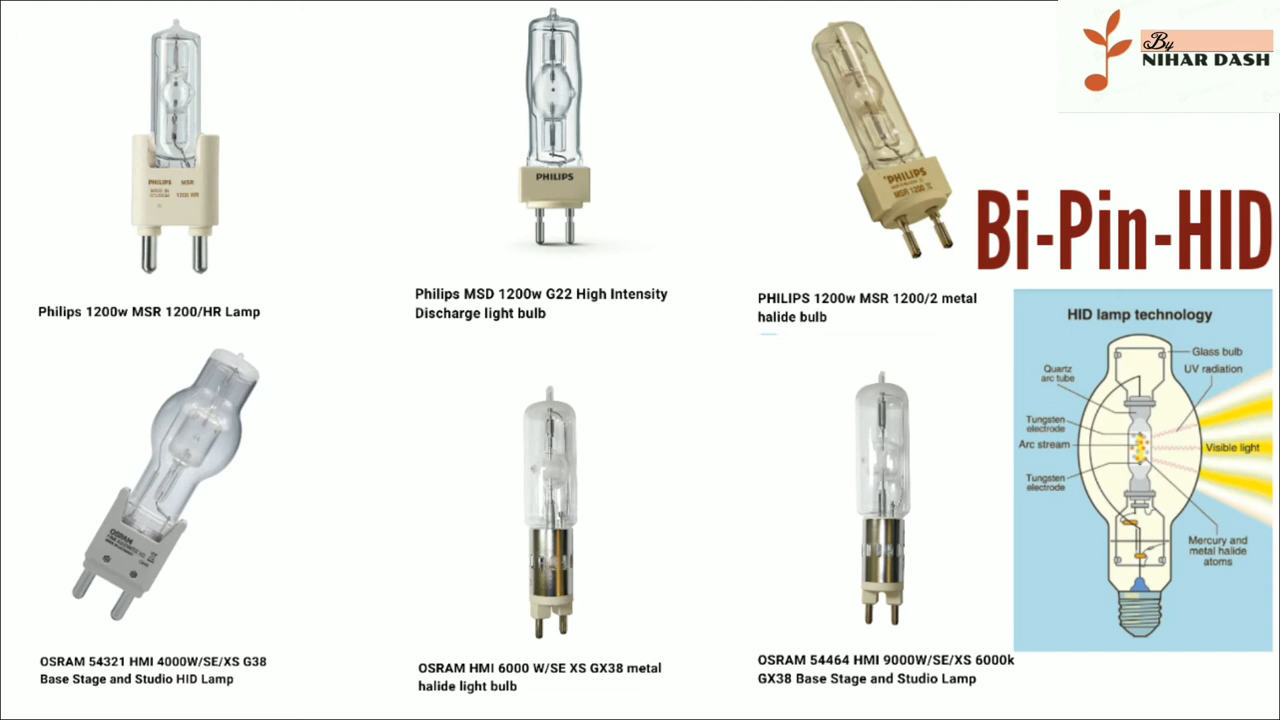 By
NIHAR DASH
PHILIPS MSR
1200 HR
PHILIPS
PHILIPS
MSR 1200
Bi-Pin-HID
Philips 1200w MSR 1200/HR Lamp
Philips MSD 1200w G22 High Intensity
Discharge light bulb
PHILIPS 1200w MSR 1200/2 metal
halide bulb
HID lamp technology
Glass bulb
UV radiation
Quartz
arc tube
Tungsten
electrode
Arc stream
Visible light
Tungsten
electrode
Mercury and
metal halide
atoms
OSRAM
OSRAM 54321 HMI 4000W/SE/XS G38
Base Stage and Studio HID Lamp
OSRAM HMI 6000 W/SE XS GX38 metal
halide light bulb
OSRAM 54464 HMI 9000W/SE/XS 6000k
GX38 Base Stage and Studio Lamp